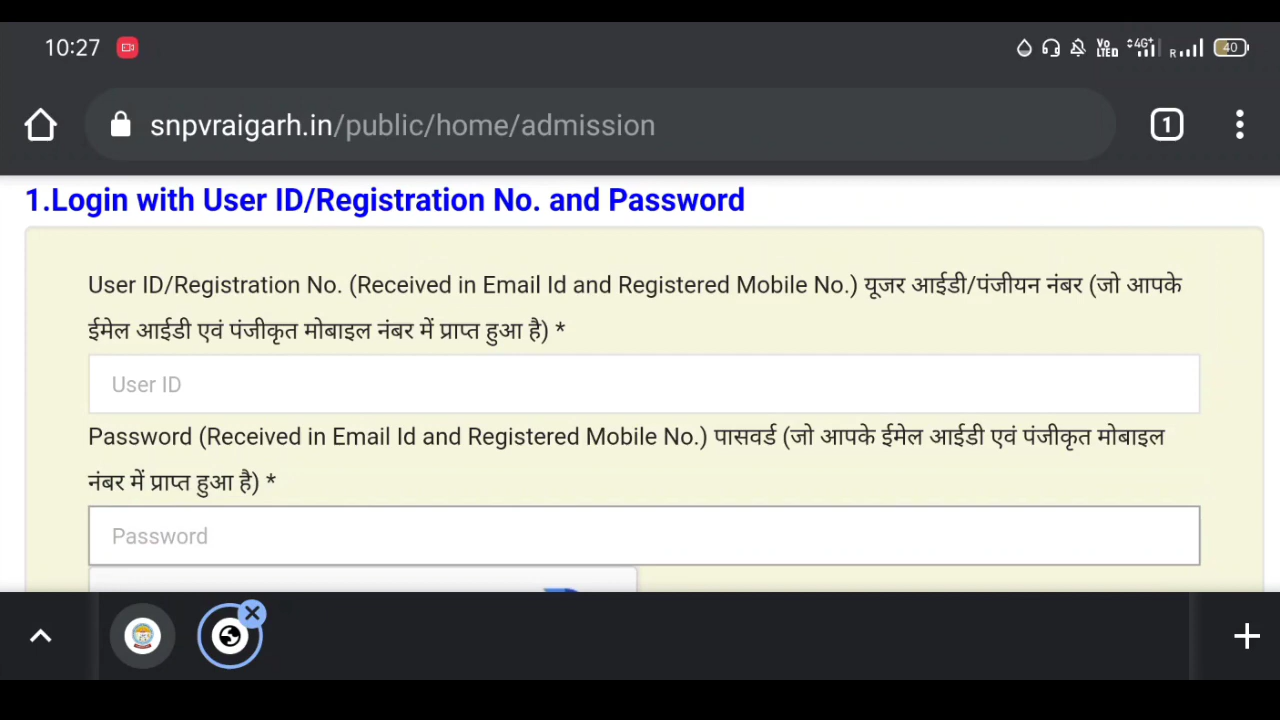 10:27
Vo LTE 4G+ R 40
snpvraigarh.in/public/home/admission
1
1.Login with User ID/Registration No. and Password
User ID/Registration No. (Received in Email Id and Registered Mobile No.) यूजर आईडी/पंजीयन नंबर (जो आपके
ईमेल आईडी एवं पंजीकृत मोबाइल नंबर में प्राप्त हुआ है) *
User ID
Password (Received in Email Id and Registered Mobile No.) पासवर्ड (जो आपके ईमेल आईडी एवं पंजीकृत मोबाइल
नंबर में प्राप्त हुआ है) *
Password